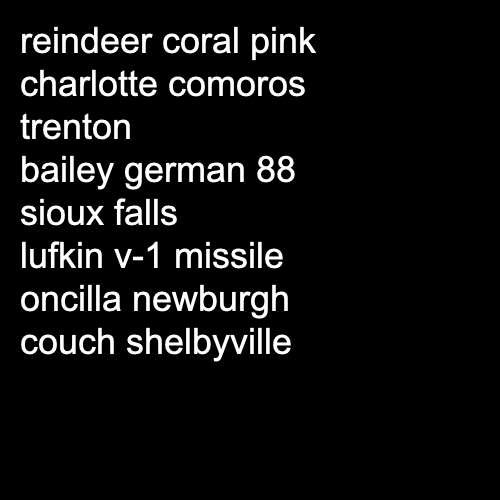 reindeer coral pink
charlotte comoros
trenton
bailey german 88
sioux falls
lufkin v-1 missile
oncilla newburgh
couch shelbyville